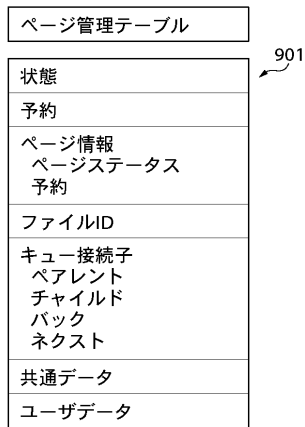 ページ管理テーブル
901
状態
予約
ページ情報
ページステータス
予約
ファイルID
キュー接続子
ペアレント
チャイルド
バック
ネクスト
共通データ
ユーザデータ